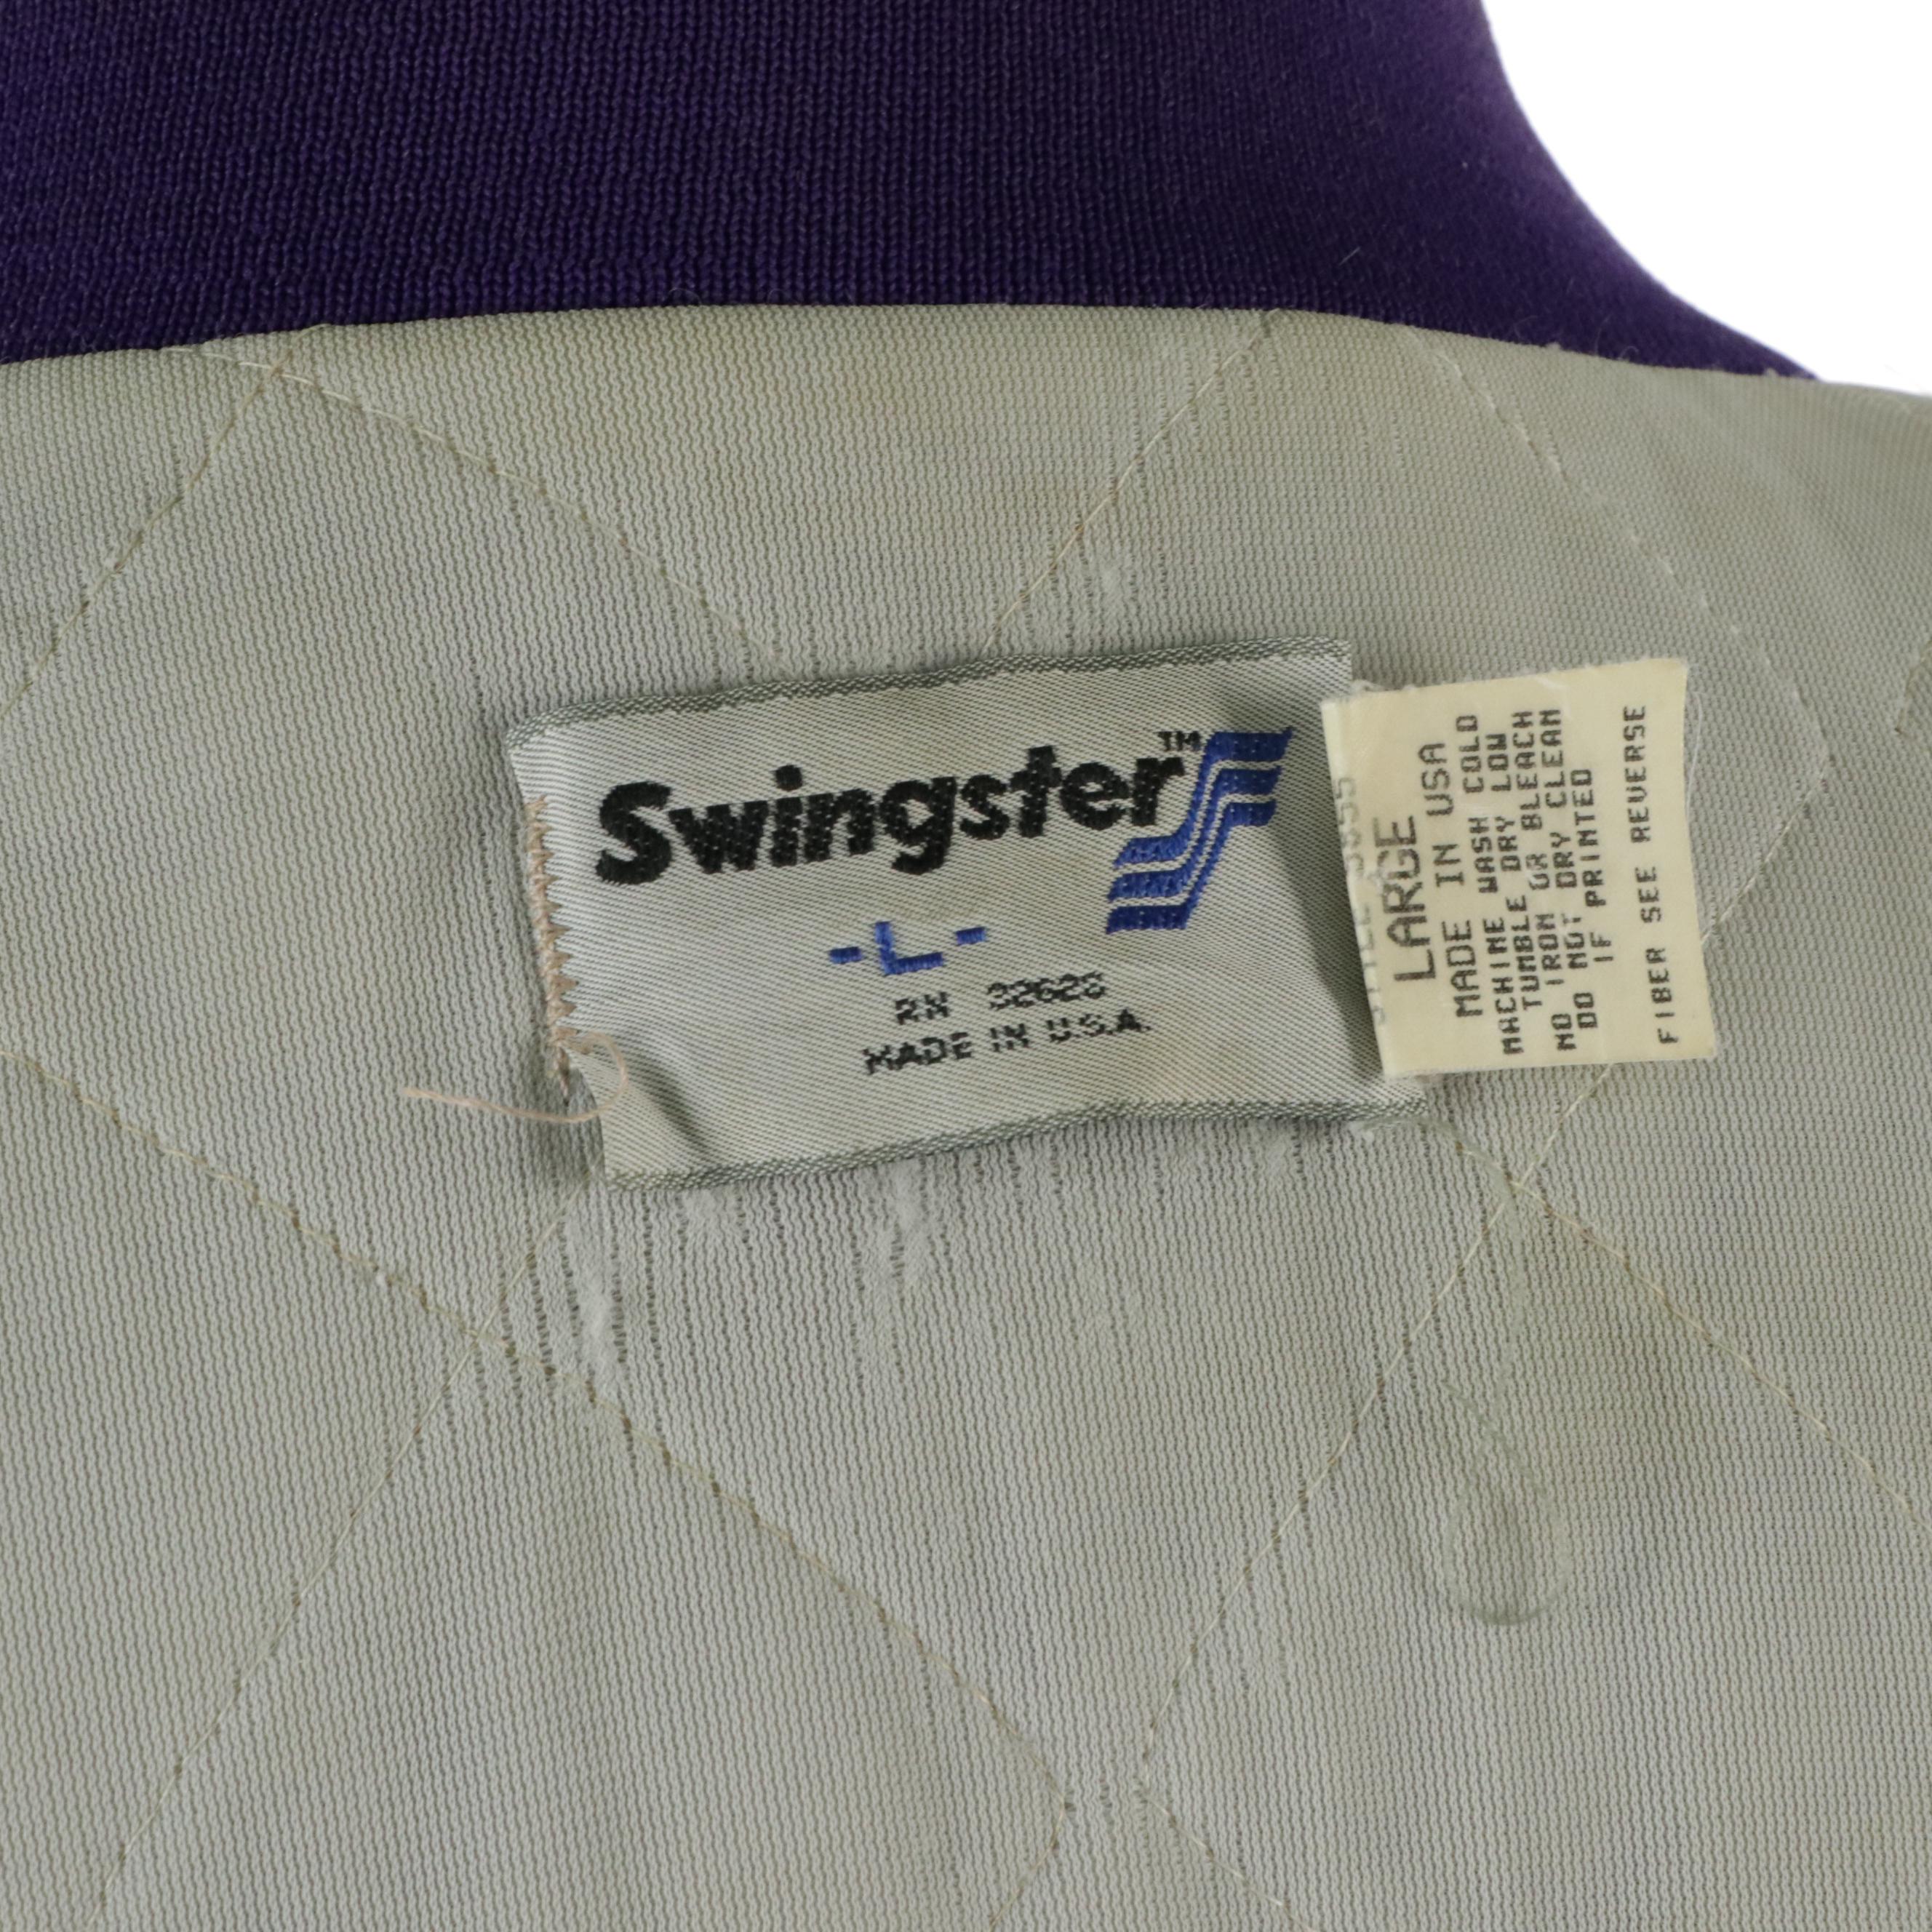 Swingster™
-L-
RN 32628
MADE IN U.S.A.
LARGE
MADE IN USA
MACHINE WASH COLD
TUMBLE DRY LOW
NO IRON OR BLEACH
DO NOT DRY CLEAN
IF PRINTED
FIBER SEE REVERSE